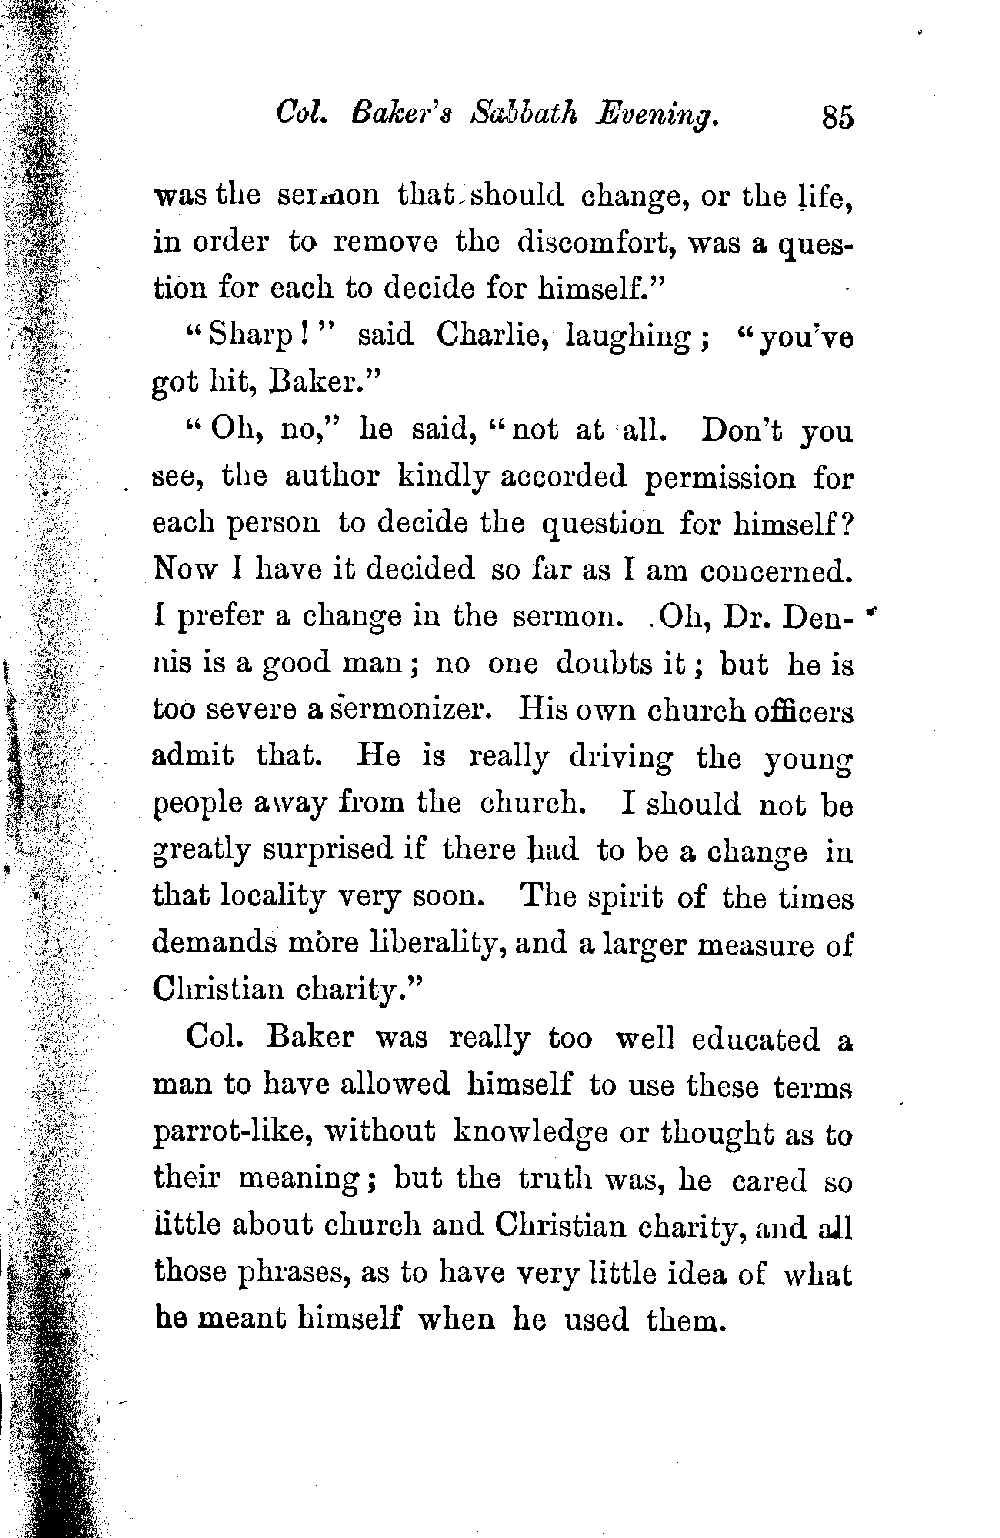 Col. Baker's Sabbath Evening. 85
was the sermon that should change, or the life,
in order to remove the discomfort, was a ques-
tion for each to decide for himself."
"Sharp!" said Charlie, laughing; "you've
got hit, Baker."
"Oh, no," he said, "not at all. Don't you
see, the author kindly accorded permission for
each person to decide the question for himself?
Now I have it decided so far as I am concerned.
I prefer a change in the sermon. Oh, Dr. Den-
nis is a good man; no one doubts it; but he is
too severe a sermonizer. His own church officers
admit that. He is really driving the young
people away from the church. I should not be
greatly surprised if there had to be a change in
that locality very soon. The spirit of the times
demands more liberality, and a larger measure of
Christian charity."
Col. Baker was really too well educated a
man to have allowed himself to use these terms
parrot-like, without knowledge or thought as to
their meaning; but the truth was, he cared so
little about church and Christian charity, and all
those phrases, as to have very little idea of what
he meant himself when he used them.